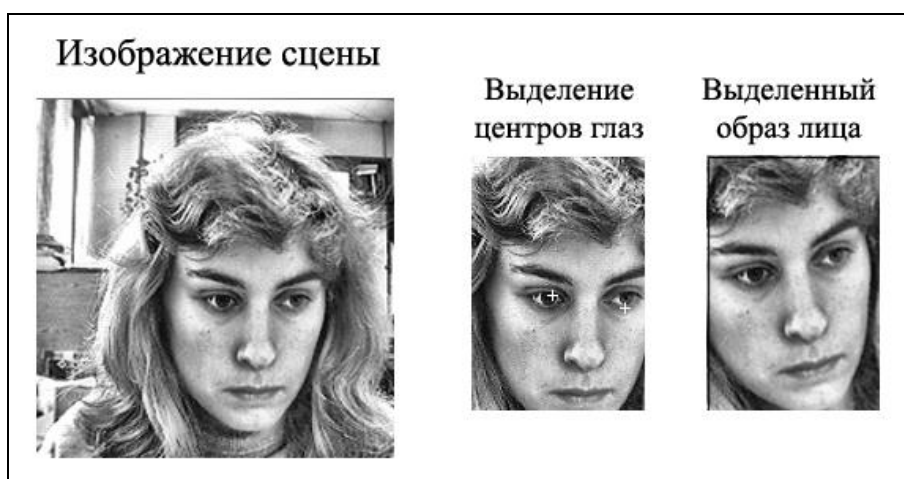 Изображение сцены
Выделение
центров глаз
Выделенный
образ лица